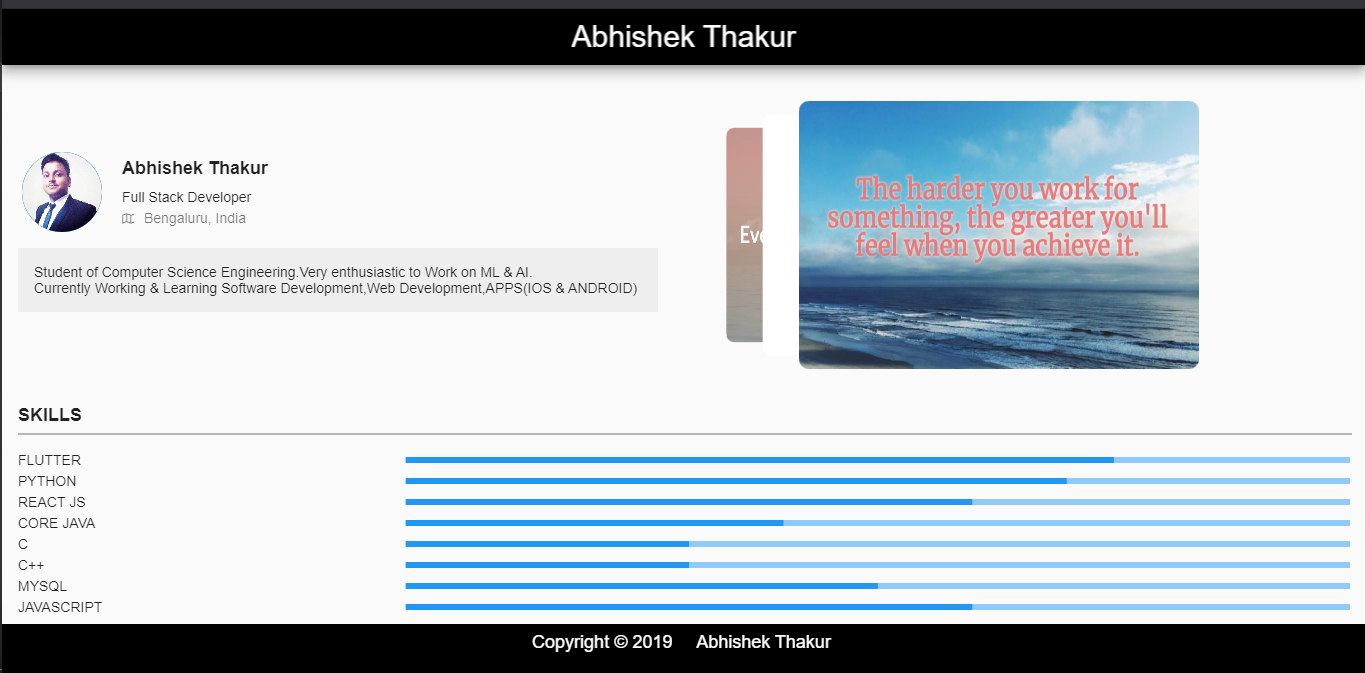 Abhishek Thakur
Abhishek Thakur
Full Stack Developer
Bengaluru, India
Student of Computer Science Engineering.Very enthusiastic to Work on ML & AI.
Currently Working & Learning Software Development,Web Development,APPS(IOS & ANDROID)
The harder you work for
something, the greater you'll
feel when you achieve it.
SKILLS
FLUTTER
PYTHON
REACT JS
CORE JAVA
C
C++
MYSQL
JAVASCRIPT
Copyright © 2019 Abhishek Thakur